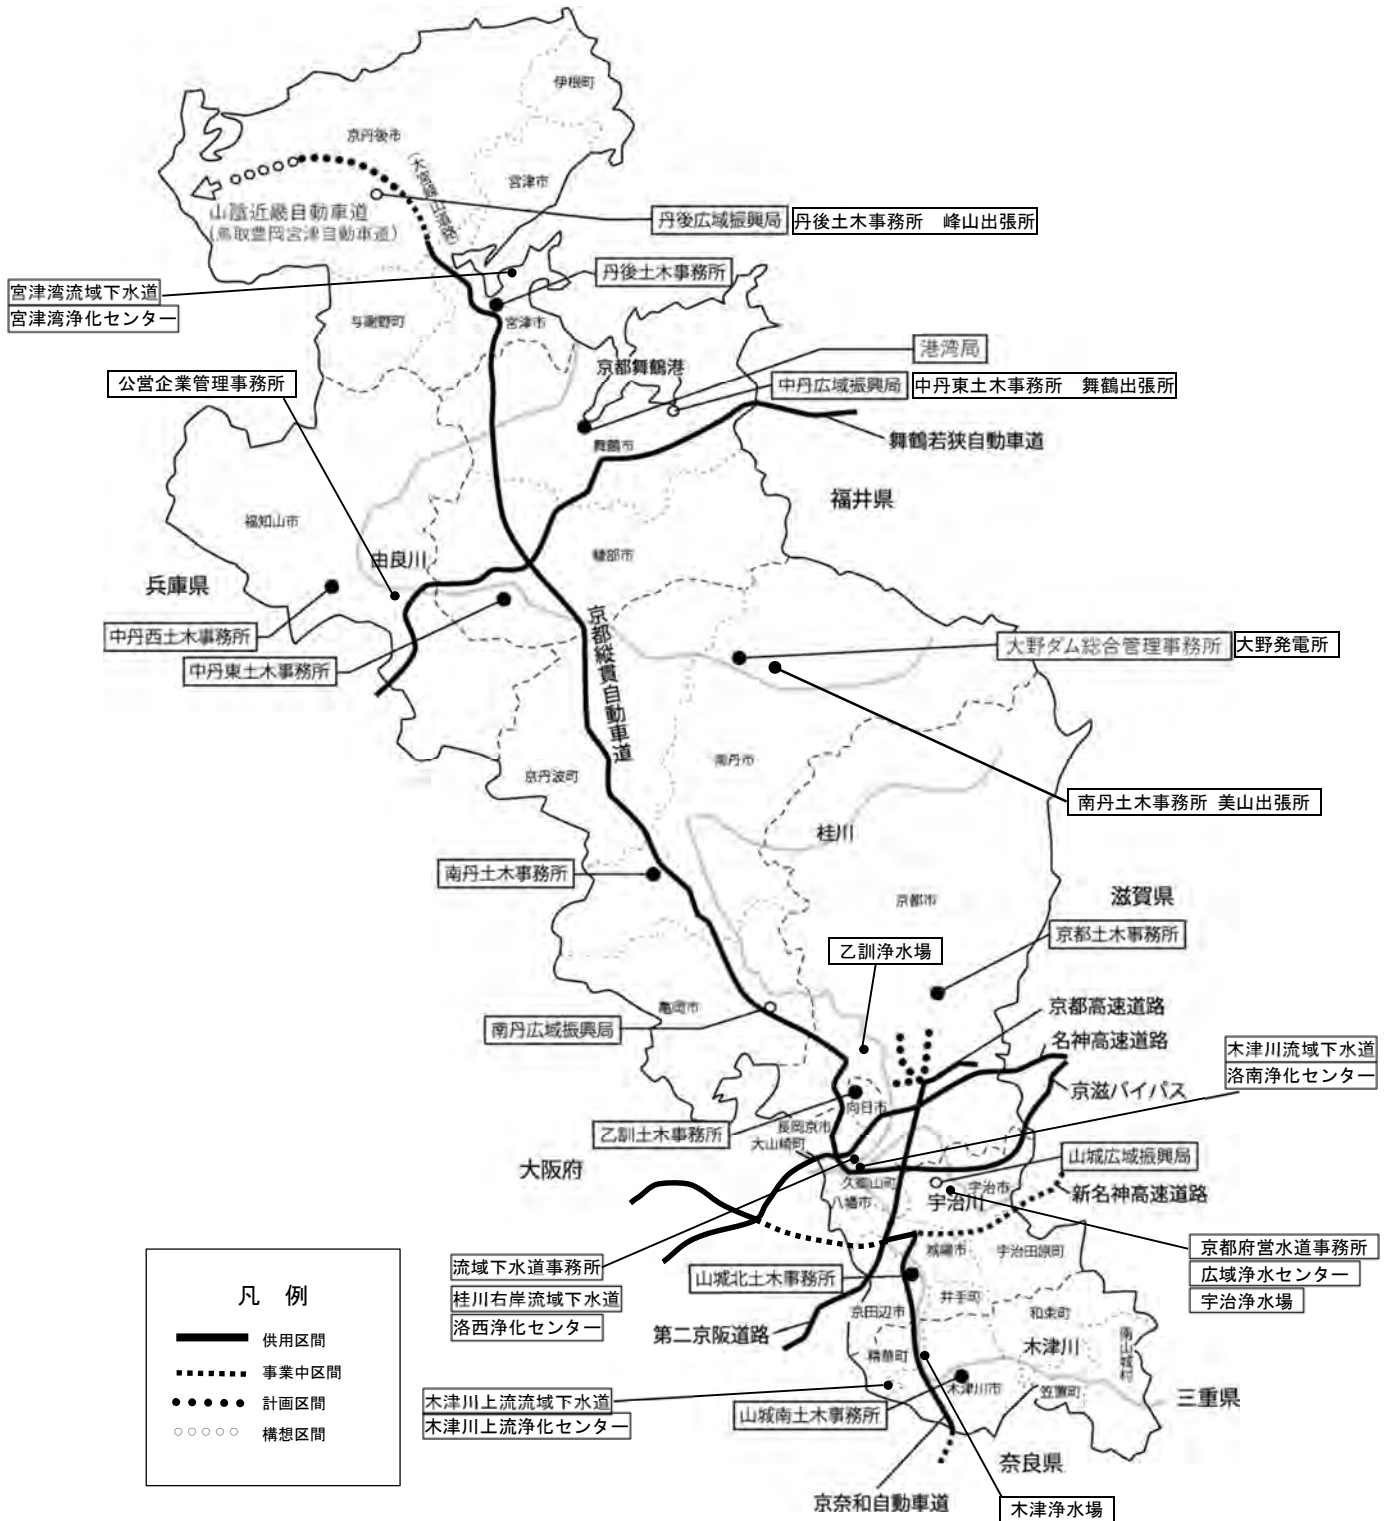 伊根町
京丹後市
(大宮峰山道路)
宮津市
山陰近畿自動車道
(鳥取豊岡宮津自動車道)
丹後広域振興局
丹後土木事務所 峰山出張所
丹後土木事務所
宮津湾流域下水道
宮津湾浄化センター
与謝野町
宮津市
港湾局
京都舞鶴港
公営企業管理事務所
中丹広域振興局
中丹東土木事務所 舞鶴出張所
舞鶴市
舞鶴若狭自動車道
福井県
福知山市
綾部市
由良川
兵庫県
中丹西土木事務所
中丹東土木事務所
京都縦貫自動車道
大野ダム総合管理事務所
大野発電所
南丹市
京丹波町
南丹土木事務所 美山出張所
桂川
南丹土木事務所
京都市
滋賀県
京都土木事務所
乙訓浄水場
亀岡市
京都高速道路
南丹広域振興局
名神高速道路
木津川流域下水道
洛南浄化センター
京滋バイパス
向日市
長岡京市
乙訓土木事務所
大山崎町
大阪府
山城広域振興局
久御山町
宇治市
新名神高速道路
八幡市
宇治川
京都府営水道事務所
広域浄水センター
宇治浄水場
城陽市
宇治田原町
流域下水道事務所
桂川右岸流域下水道
洛西浄化センター
山城北土木事務所
井手町
京田辺市
和束町
第二京阪道路
木津川
南山城村
精華町
木津川市
笠置町
三重県
木津川上流流域下水道
木津川上流浄化センター
山城南土木事務所
奈良県
京奈和自動車道
木津浄水場
凡 例
供用区間
事業中区間
計画区間
構想区間